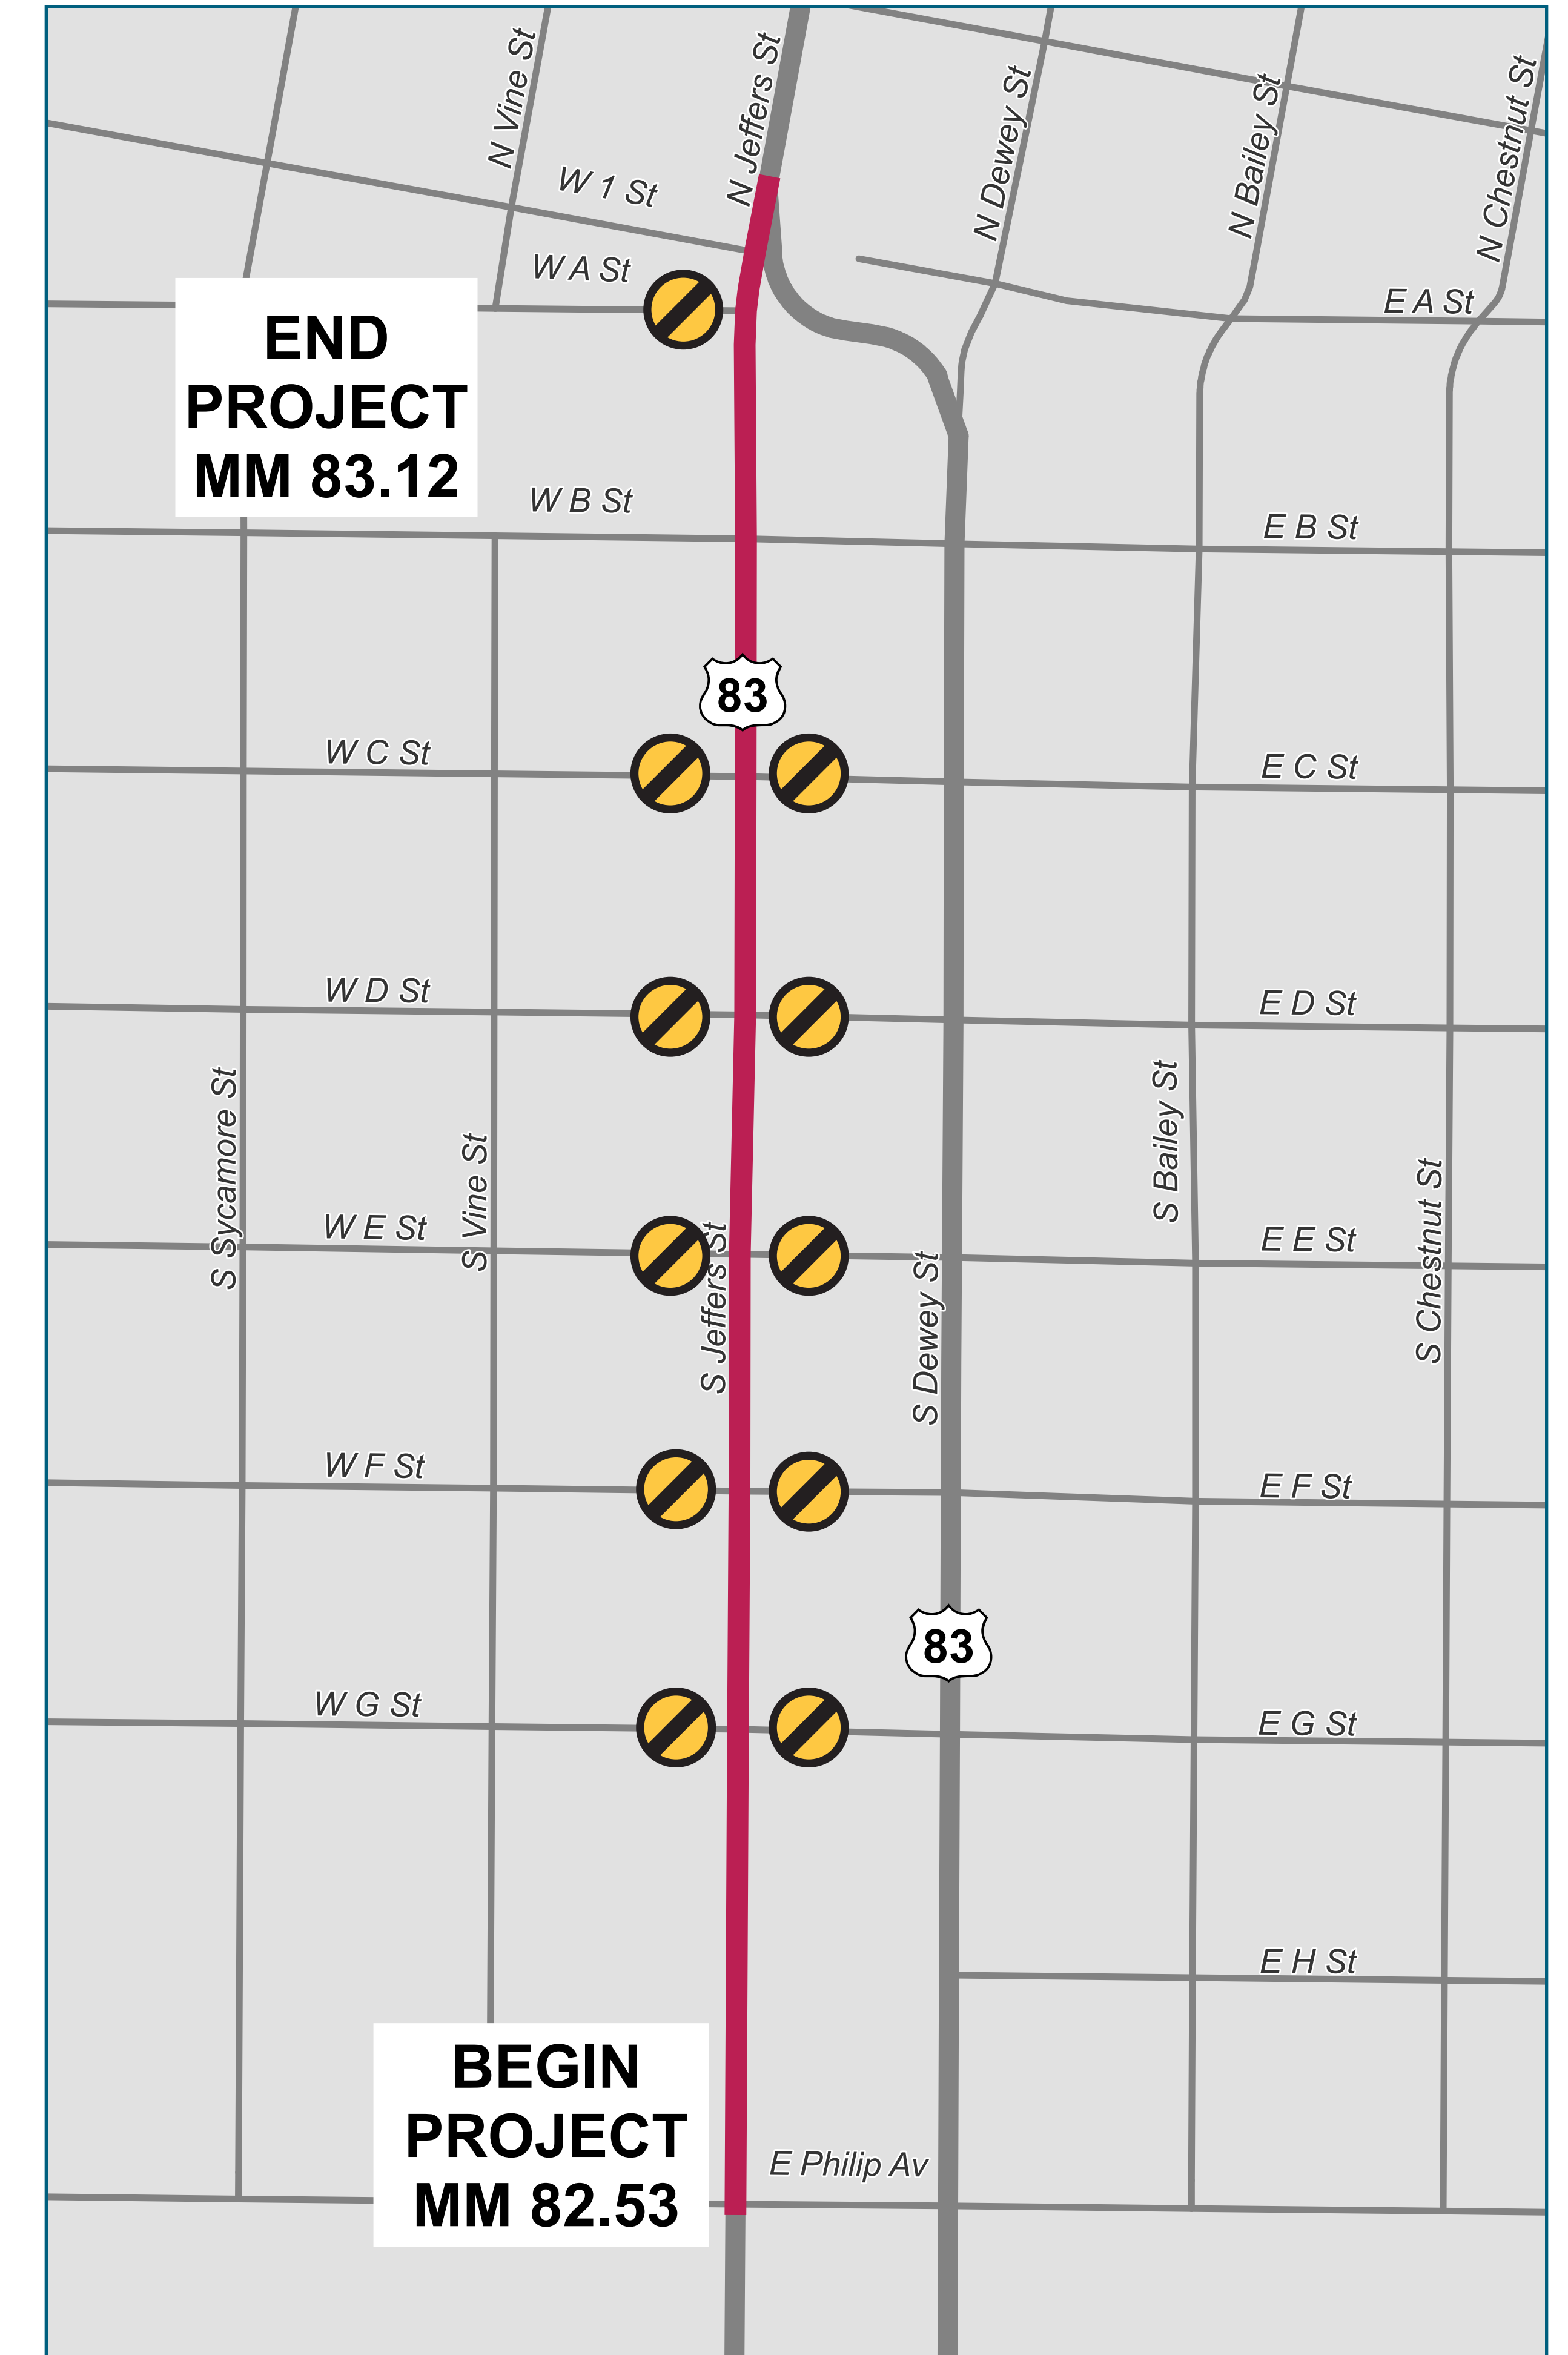 N Vine St
N Jeffers St
N Dewey St
N Bailey St
N Chestnut St
W 1 St
W A St
E A St
END
PROJECT
MM 83.12
W B St
E B St
83
W C St
E C St
W D St
E D St
S Sycamore St
S Vine St
S Jeffers St
S Dewey St
S Bailey St
S Chestnut St
W E St
E E St
W F St
E F St
83
W G St
E G St
E H St
BEGIN
PROJECT
MM 82.53
E Philip Av